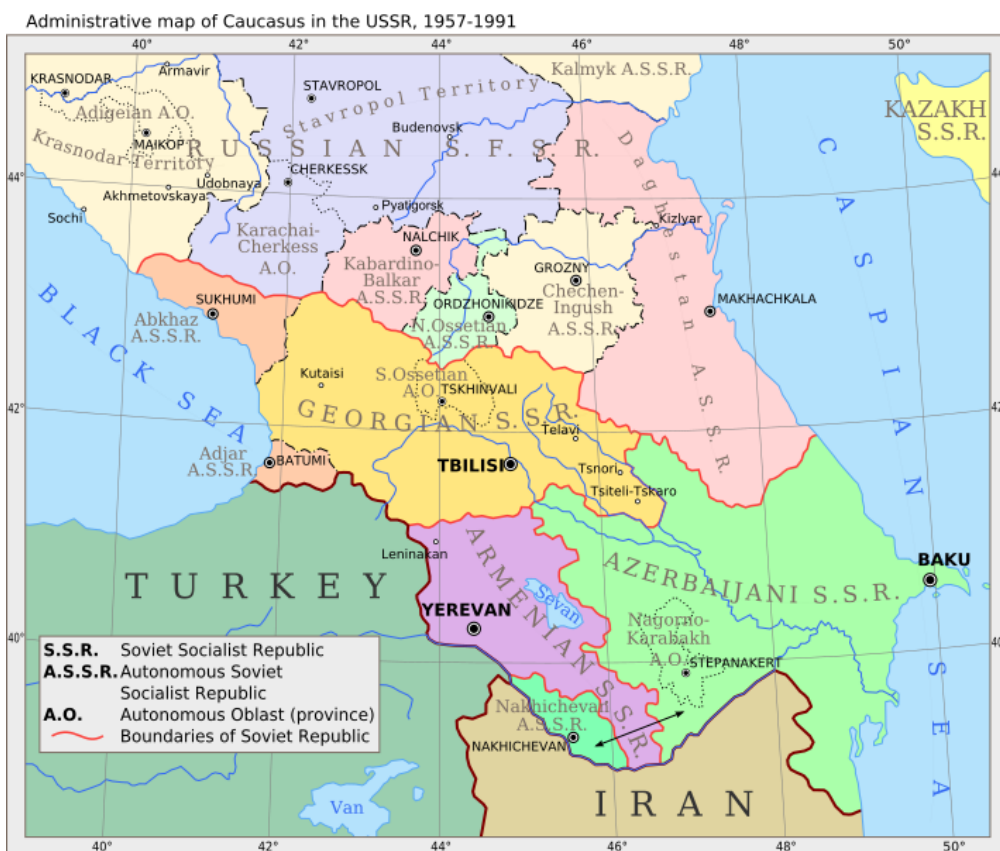 Administrative map of Caucasus in the USSR, 1957-1991
40°
42°
44°
46°
48°
50°
KRASNODAR
Armavir
Adigeian A.O.
MAIKOP
Krasnodar Territory
Udobnaya
Akhmetovskaya
Sochi
44°
STAVROPOL
Stavropol Territory
Budenovsk
RUSSIAN S.F.S.R.
CHERKESSK
Pyatigorsk
Karachai-
Cherkess
A.O.
Kalmyk A.S.S.R.
KAZAKH
S.S.R.
44
Daghestan A.S.S.R.
Kizlyar
MAKHACHKALA
NALCHIK
Kabardino-
Balkar
A.S.S.R.
GROZNY
Chechen-
Ingush
A.S.S.R.
ORDZHONIKIDZE
N.Ossetian
A.S.S.R.
CASPIAN
SEA
BLACK SEA
SUKHUMI
Abkhaz
A.S.S.R.
42°
42
Kutaisi
S.Ossetian
A.O.
TSKHINVALI
GEORGIAN S.S.R.
Telavi
TBILISI
Tsnori
Tsiteli-Tskaro
Adjar
A.S.S.R.
BATUMI
TURKEY
Leninakan
ARMENIAN S.S.R.
YEREVAN
Sevan
AZERBAIJANI S.S.R.
BAKU
Nagorno-
Karabakh
A.O.
STEPANAKERT
Nakhichevan
A.S.S.R.
NAKHICHEVAN
40°
40
S.S.R. Soviet Socialist Republic
A.S.S.R. Autonomous Soviet
Socialist Republic
A.O. Autonomous Oblast (province)
Boundaries of Soviet Republic
Van
IRAN
40°
42°
44°
46°
48°
50°